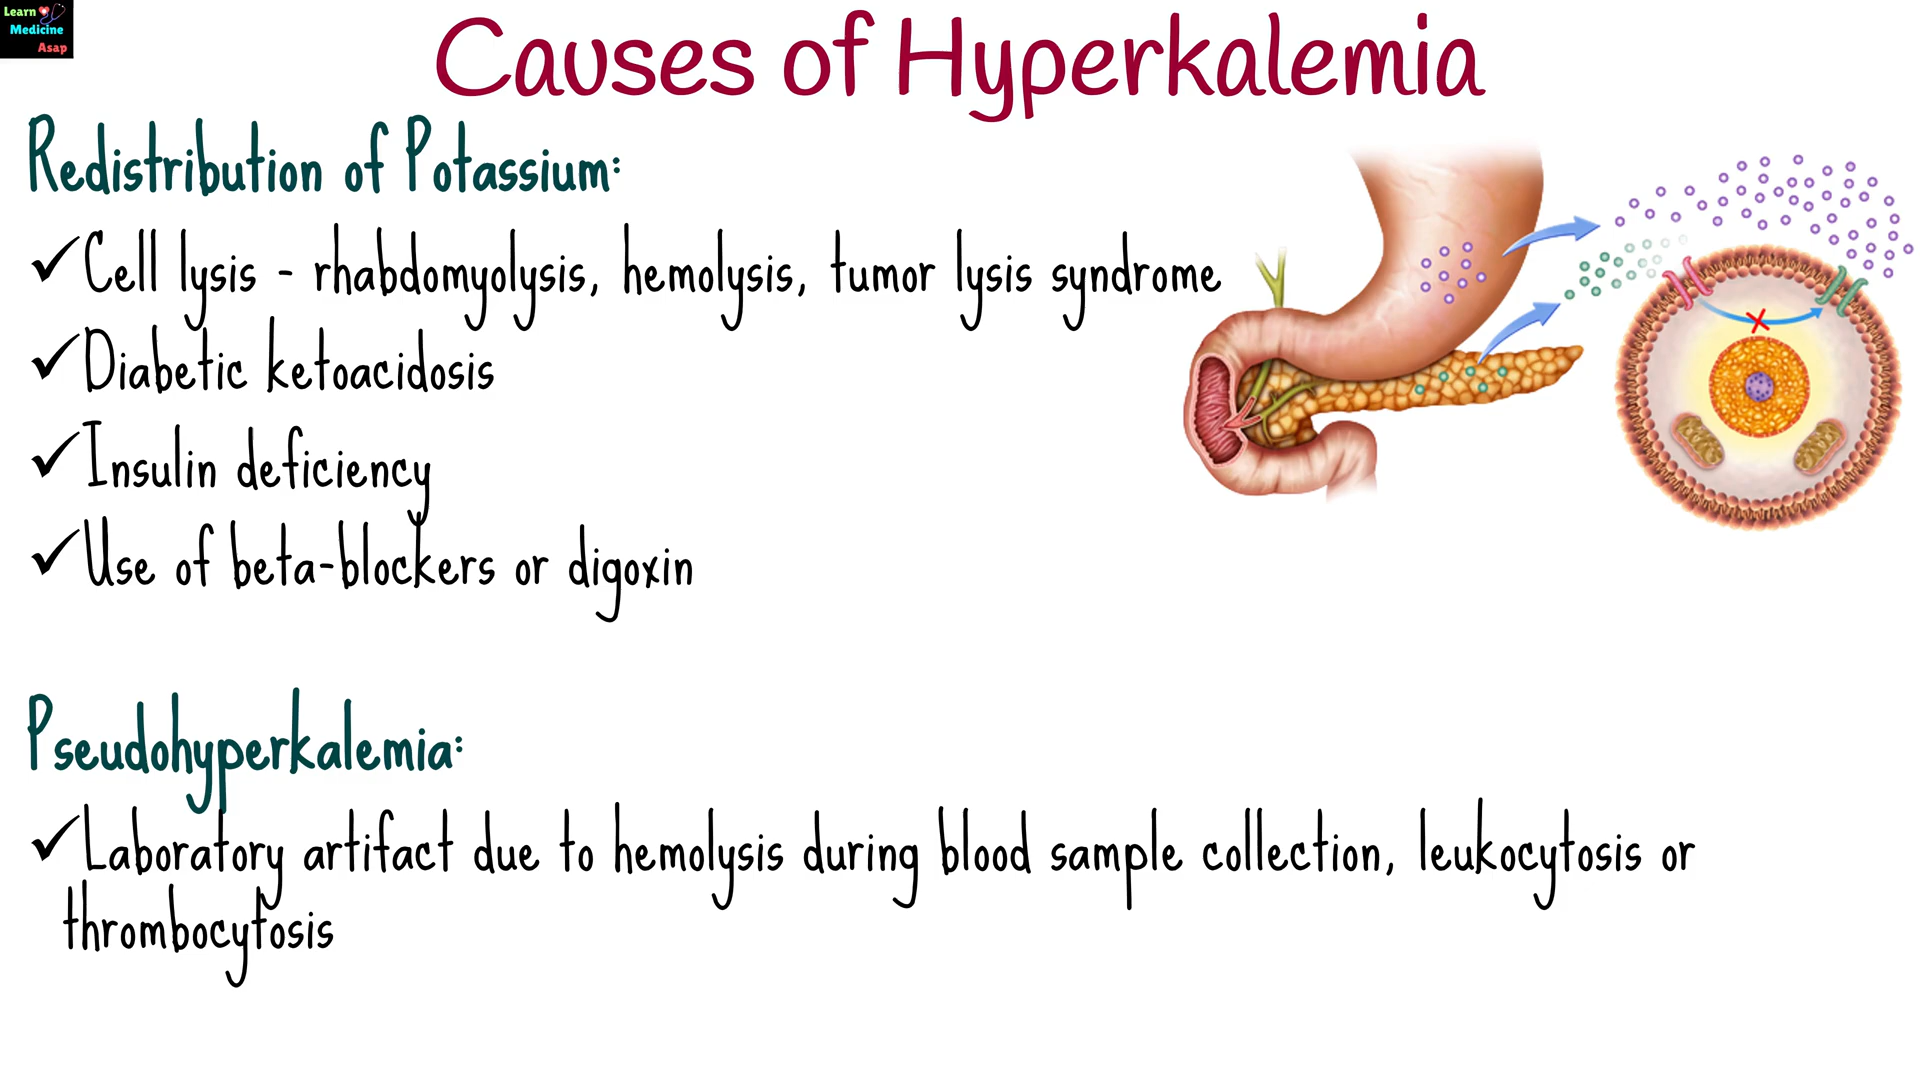 Learn
Medicine
Asap
Causes of Hyperkalemia
Redistribution of Potassium:
✓Cell lysis - rhabdomyolysis, hemolysis, tumor lysis syndrome
✓Diabetic ketoacidosis
✓Insulin deficiency
✓Use of beta-blockers or digoxin
Pseudohyperkalemia:
✓Laboratory artifact due to hemolysis during blood sample collection, leukocytosis or
thrombocytosis